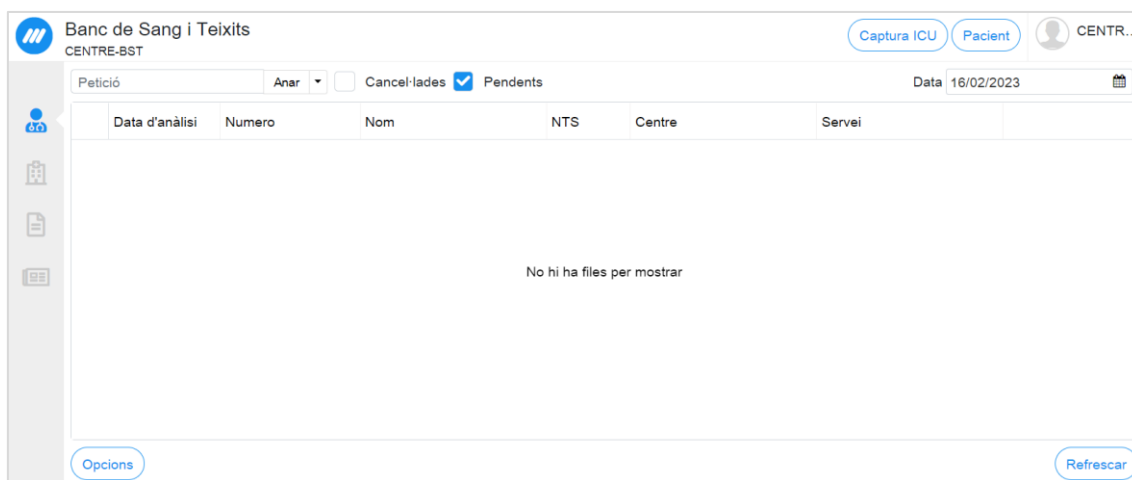 Banc de Sang i Teixits
CENTRE-BST
Captura ICU
Pacient
CENTR...
Petició
Anar
Cancel·lades
Pendents
Data 16/02/2023
Data d'anàlisi Numero Nom NTS Centre Servei
No hi ha files per mostrar
Opcions
Refrescar